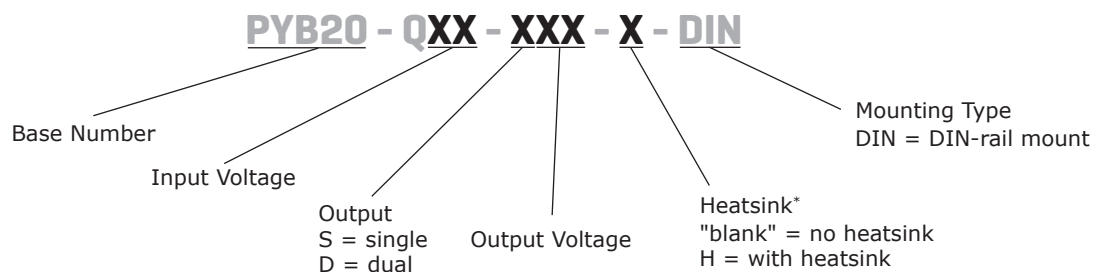 PYB20 - QXX - XXX - X - DIN
Base Number
Input Voltage
Output
S = single
D = dual
Output Voltage
Heatsink*
"blank" = no heatsink
H = with heatsink
Mounting Type
DIN = DIN-rail mount